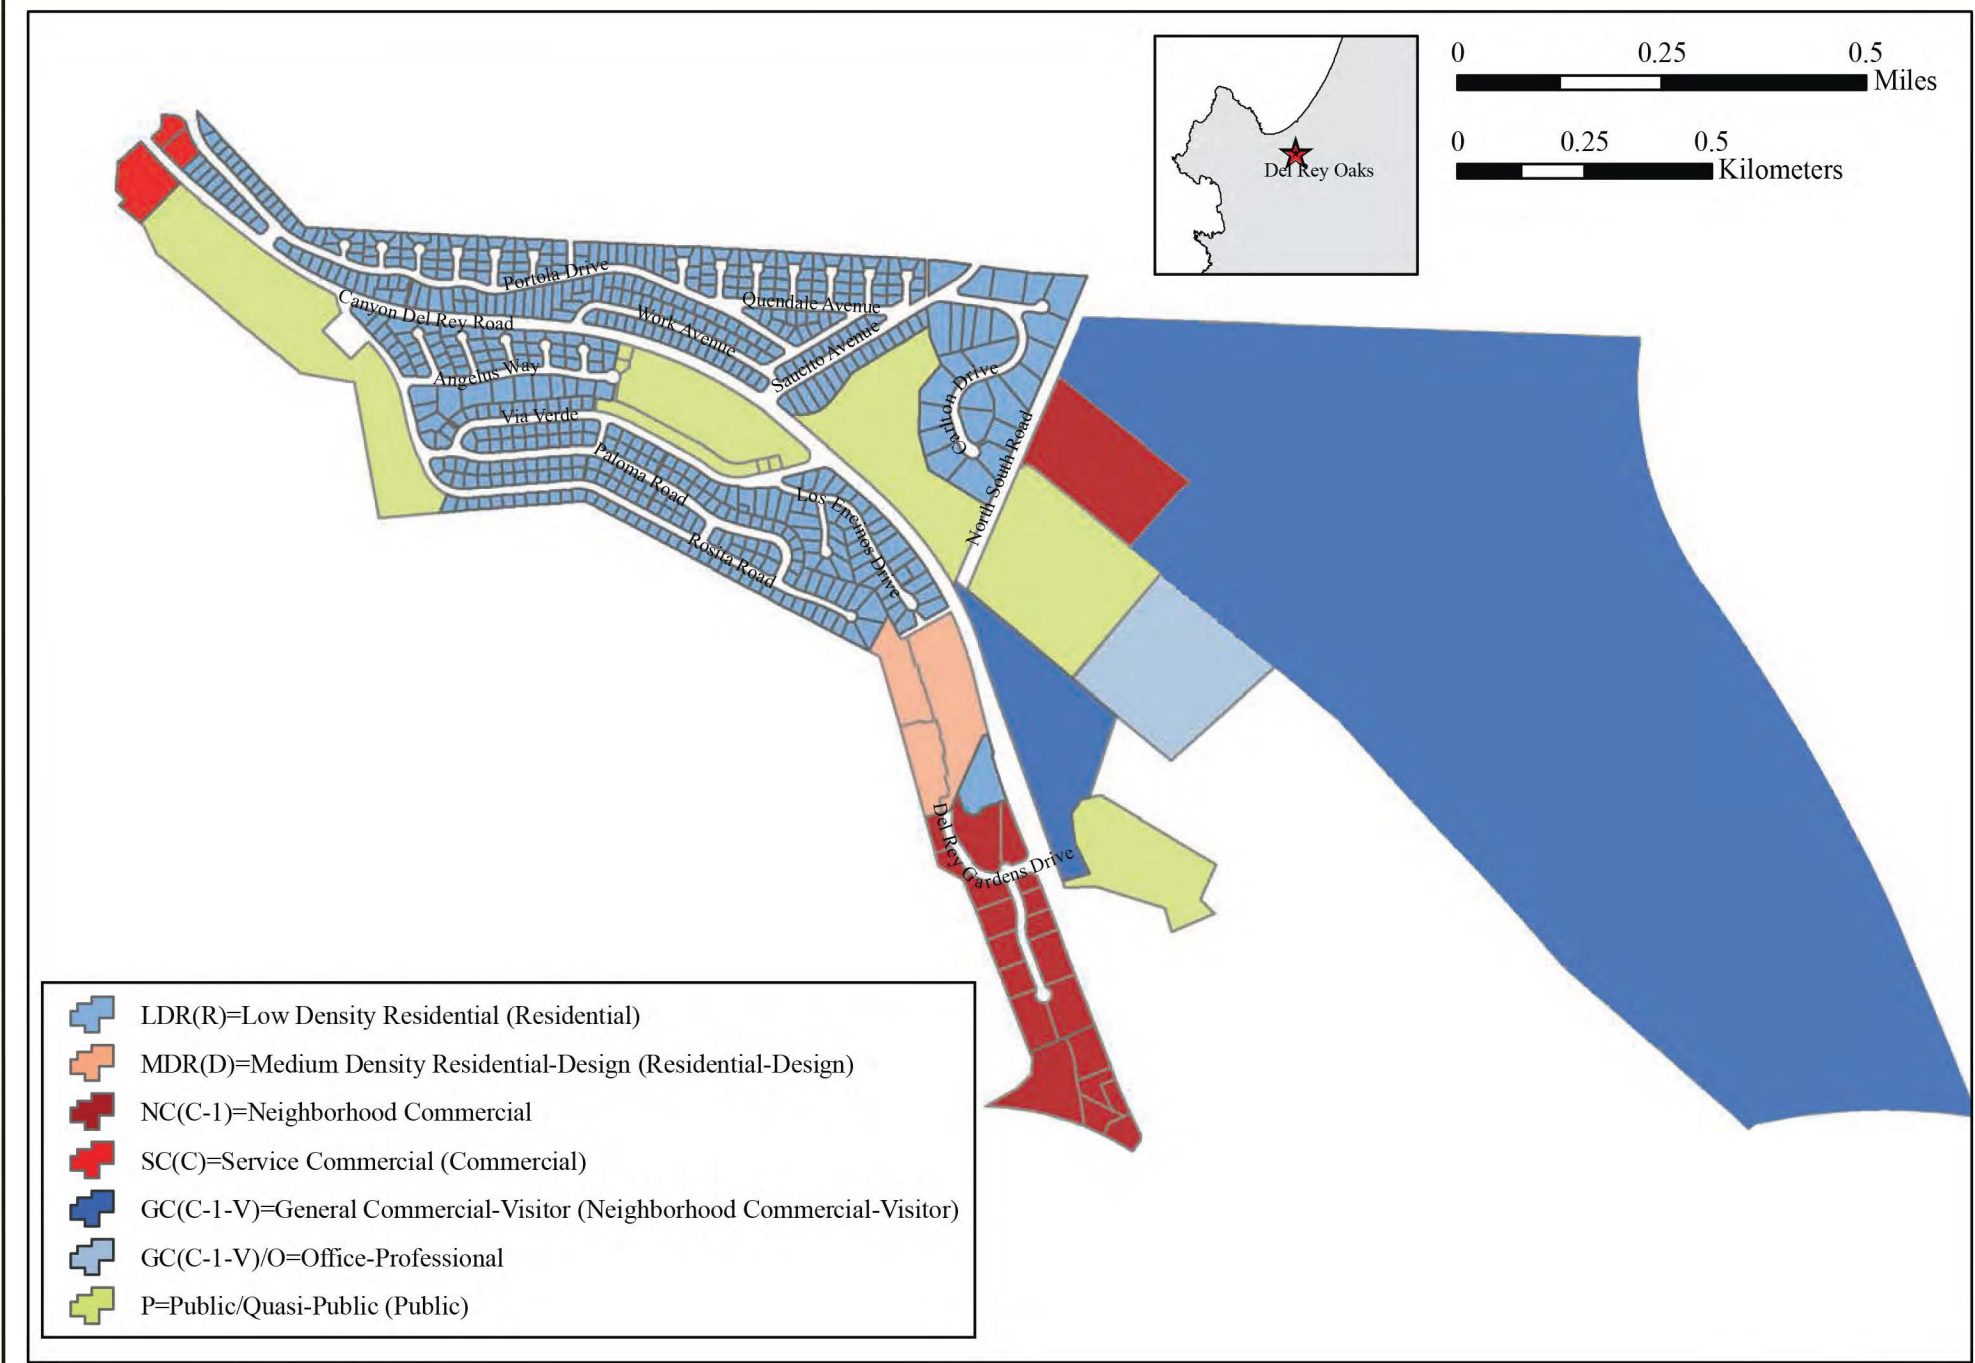 0 0.25 0.5
Miles
0 0.25 0.5
Kilometers
Del Rey Oaks
Portola Drive
Quendale Avenue
Canyon Del Rey Road
Work Avenue
Saucito Avenue
Angelus Way
Carlton Drive
Via Verde
North South Road
Paloma Road
Los Encinos Drive
Rosita Road
Del Rey Gardens Drive
LDR(R)=Low Density Residential (Residential)
MDR(D)=Medium Density Residential-Design (Residential-Design)
NC(C-1)=Neighborhood Commercial
SC(C)=Service Commercial (Commercial)
GC(C-1-V)=General Commercial-Visitor (Neighborhood Commercial-Visitor)
GC(C-1-V)/O=Office-Professional
P=Public/Quasi-Public (Public)